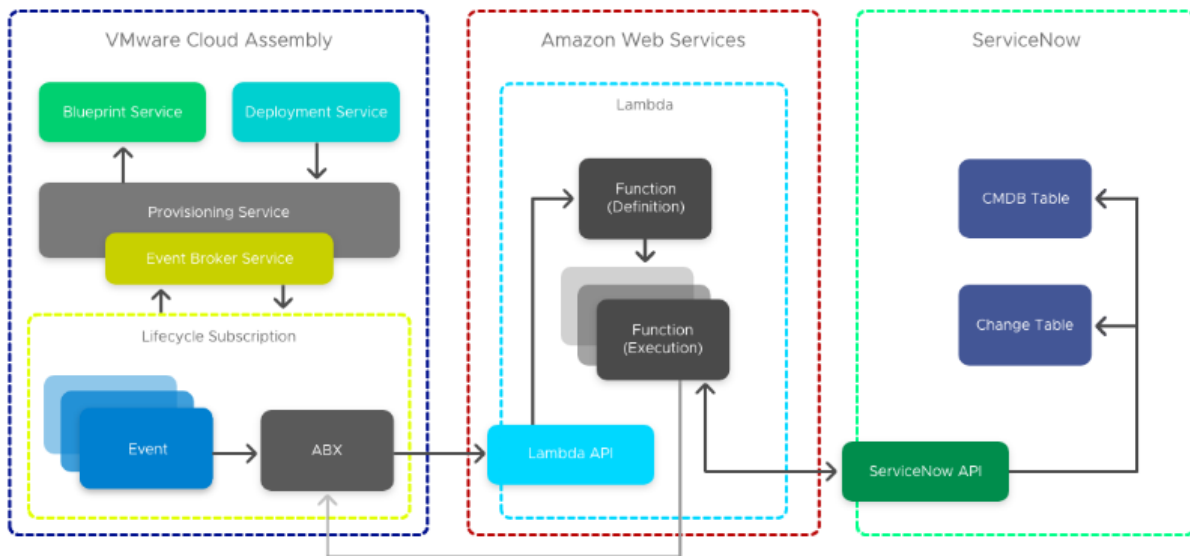 VMware Cloud Assembly
Blueprint Service
Deployment Service
Provisioning Service
Event Broker Service
Lifecycle Subscription
Event
ABX
Amazon Web Services
Lambda
Function
(Definition)
Function
(Execution)
Lambda API
ServiceNow
CMDB Table
Change Table
ServiceNow API